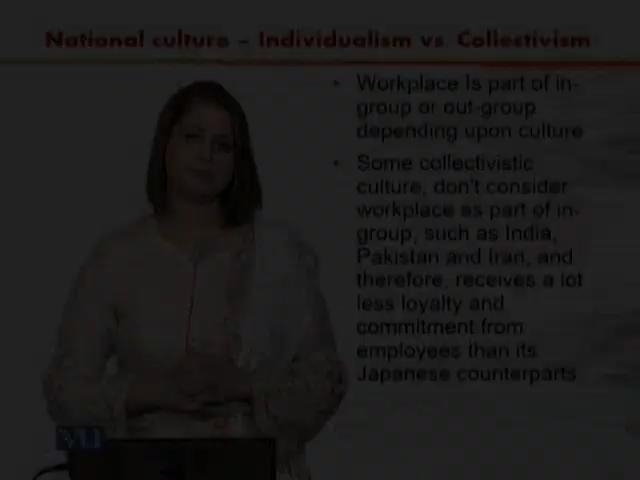 National culture – Individualism vs. Collectivism
• Workplace Is part of in-
group or out-group
depending upon culture
• Some collectivistic
culture, don't consider
workplace as part of in-
group, such as India,
Pakistan and Iran, and
therefore, receives a lot
less loyalty and
commitment from
employees than its
Japanese counterparts
VU